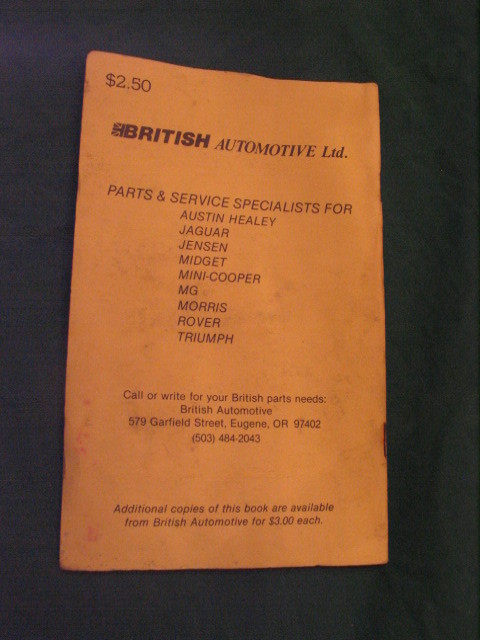 $2.50
BRITISH AUTOMOTIVE Ltd.
PARTS & SERVICE SPECIALISTS FOR
AUSTIN HEALEY
JAGUAR
JENSEN
MIDGET
MINI-COOPER
MG
MORRIS
ROVER
TRIUMPH
Call or write for your British parts needs:
British Automotive
579 Garfield Street, Eugene, OR 97402
(503) 484-2043
Additional copies of this book are available
from British Automotive for $3.00 each.